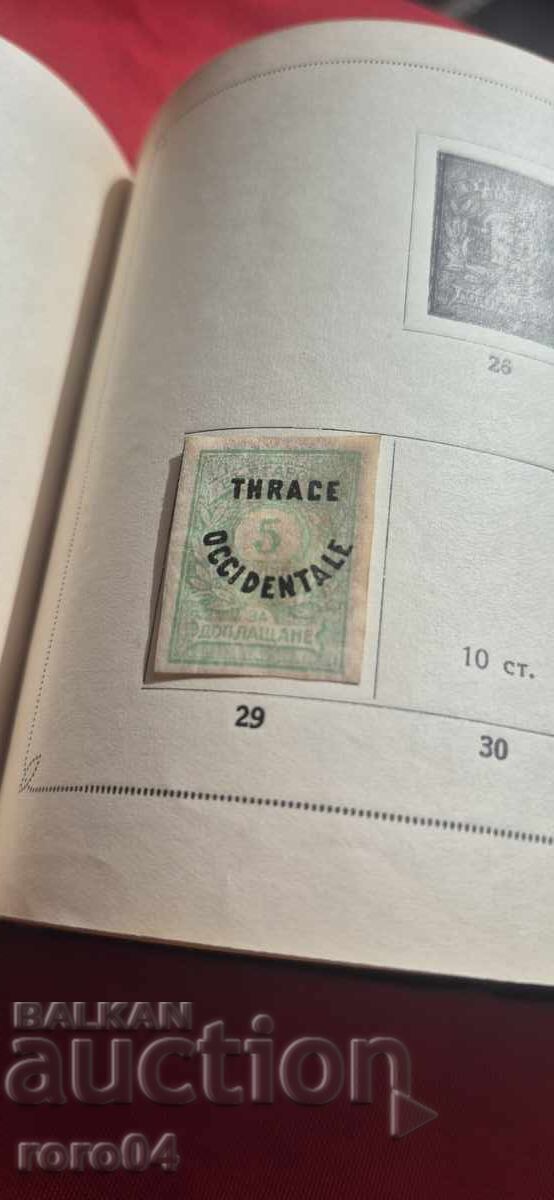 26
THRACE
5
OCCIDENTALE
ЗА
ДОПЛАЩАНЕ
10 ст.
29
30
BALKAN
auction
roro04